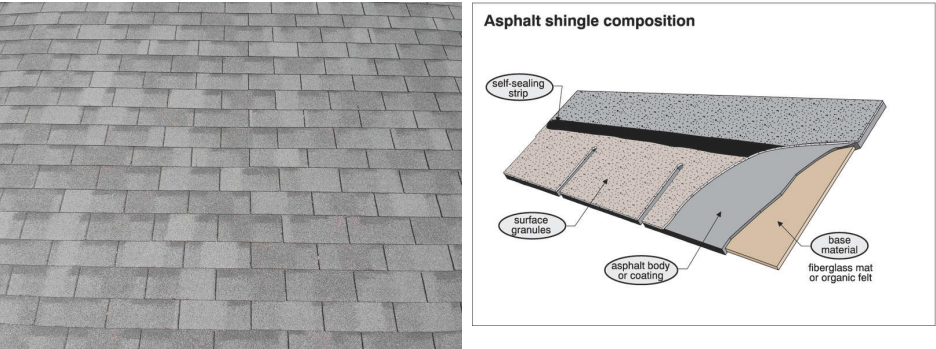 Asphalt shingle composition
self-sealing
strip
surface
granules
asphalt body
or coating
base
material
fiberglass mat
or organic felt